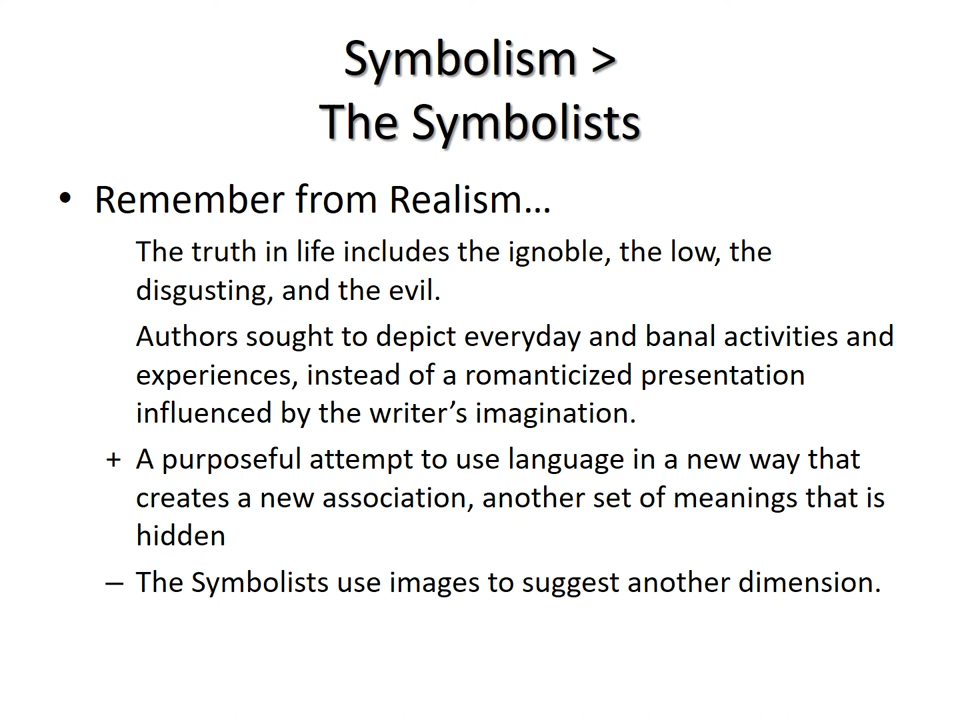 Symbolism >
The Symbolists
• Remember from Realism…
The truth in life includes the ignoble, the low, the
disgusting, and the evil.
Authors sought to depict everyday and banal activities and
experiences, instead of a romanticized presentation
influenced by the writer’s imagination.
+ A purposeful attempt to use language in a new way that
creates a new association, another set of meanings that is
hidden
– The Symbolists use images to suggest another dimension.